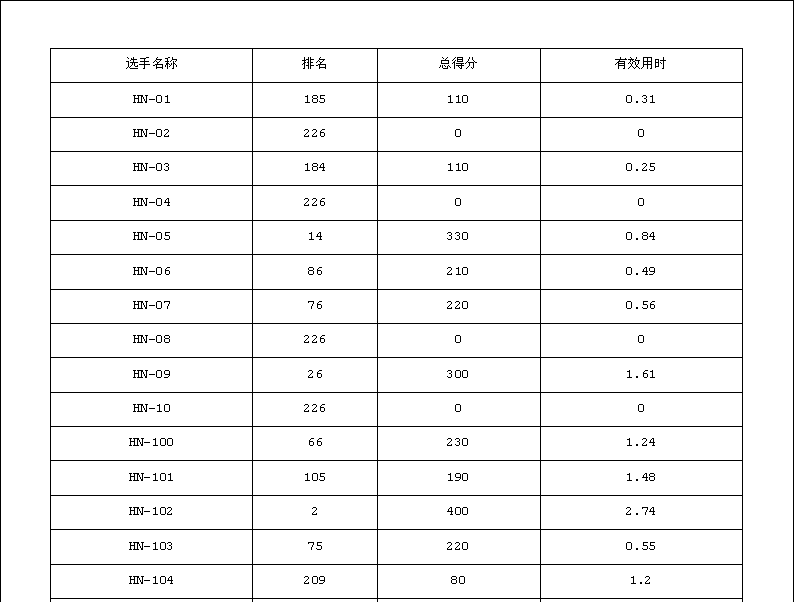 选手名称 排名 总得分 有效用时
HN-01 185 110 0.31
HN-02 226 0 0
HN-03 184 110 0.25
HN-04 226 0 0
HN-05 14 330 0.84
HN-06 86 210 0.49
HN-07 76 220 0.56
HN-08 226 0 0
HN-09 26 300 1.61
HN-10 226 0 0
HN-100 66 230 1.24
HN-101 105 190 1.48
HN-102 2 400 2.74
HN-103 75 220 0.55
HN-104 209 80 1.2